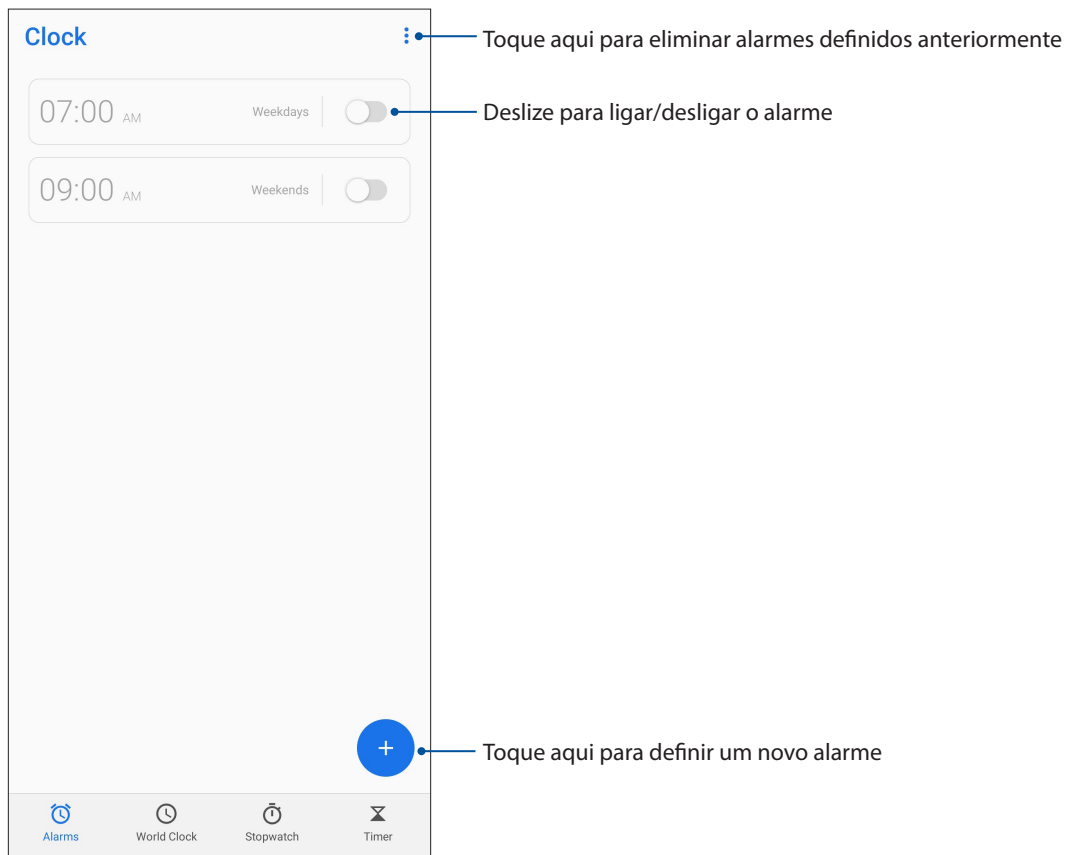 Clock
Toque aqui para eliminar alarmes definidos anteriormente
07:00 AM Weekdays
Deslize para ligar/desligar o alarme
09:00 AM Weekends
+
Toque aqui para definir um novo alarme
Alarms World Clock Stopwatch Timer